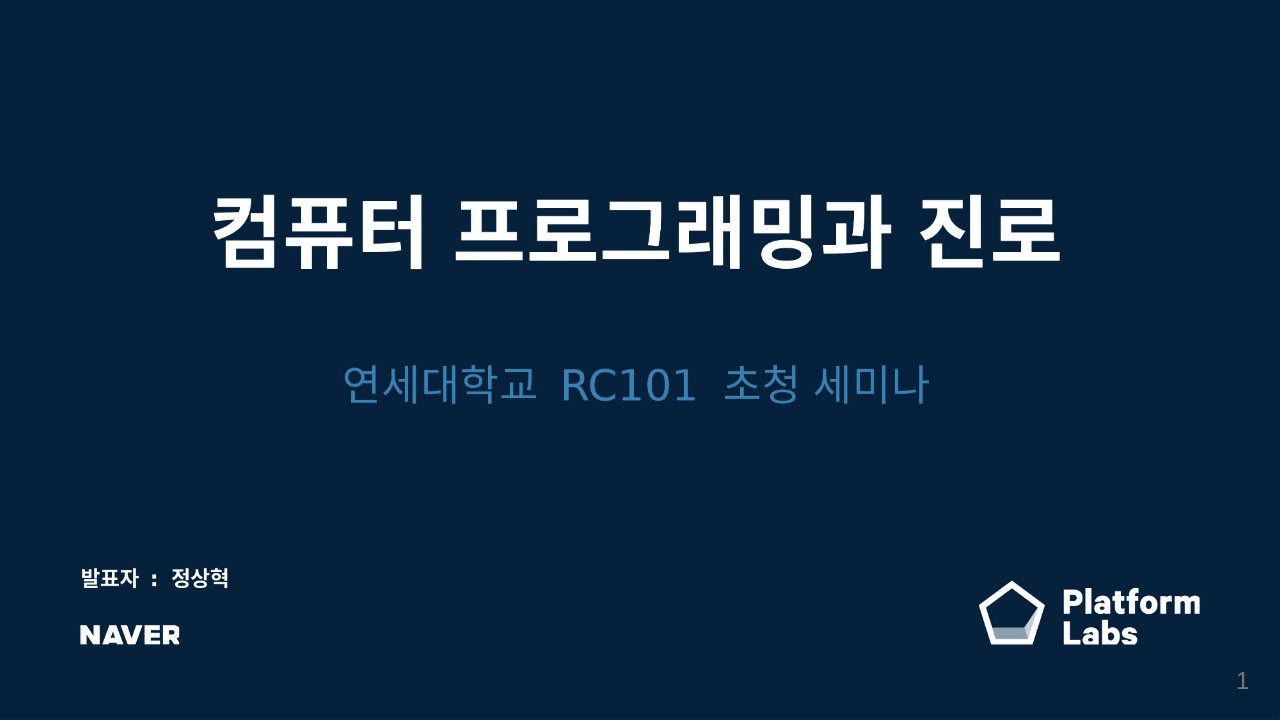 컴퓨터 프로그래밍과 진로
연세대학교 RC101 초청 세미나
발표자 : 정상혁
NAVER
Platform
Labs
1